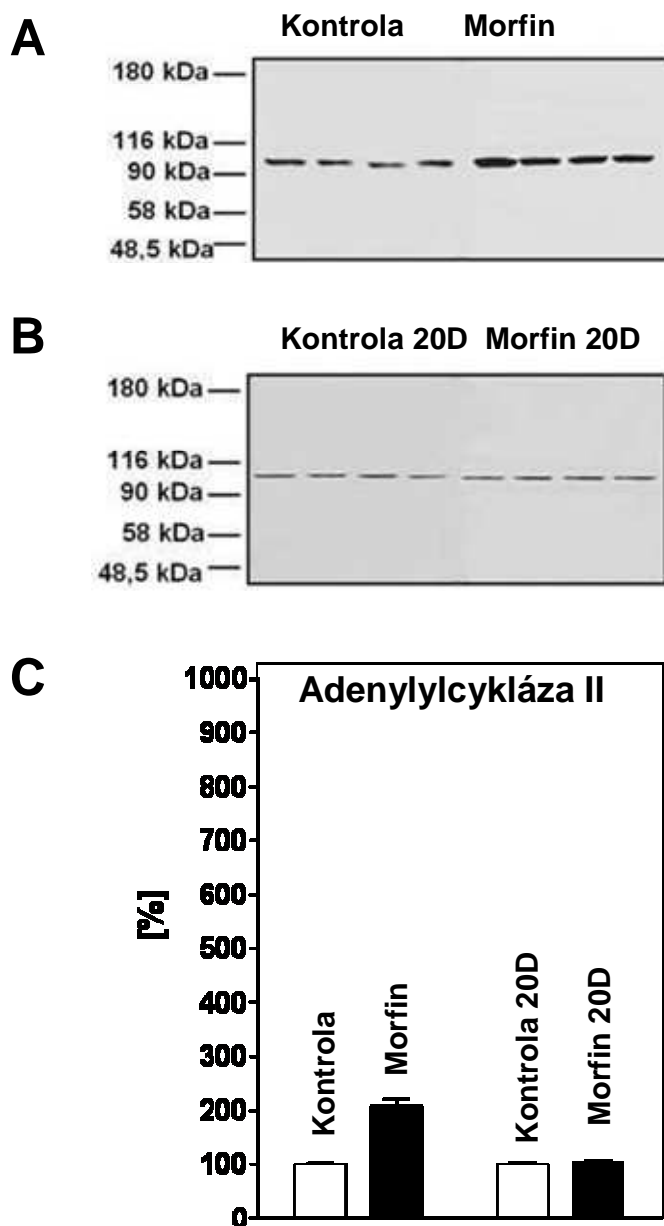 A
Kontrola Morfin
180 kDa
116 kDa
90 kDa
58 kDa
48,5 kDa
B
Kontrola 20D Morfin 20D
180 kDa
116 kDa
90 kDa
58 kDa
48,5 kDa
C
Adenylylcykláza II
[%]
1000
900
800
700
600
500
400
300
200
100
0
Kontrola
Morfin
Kontrola 20D
Morfin 20D